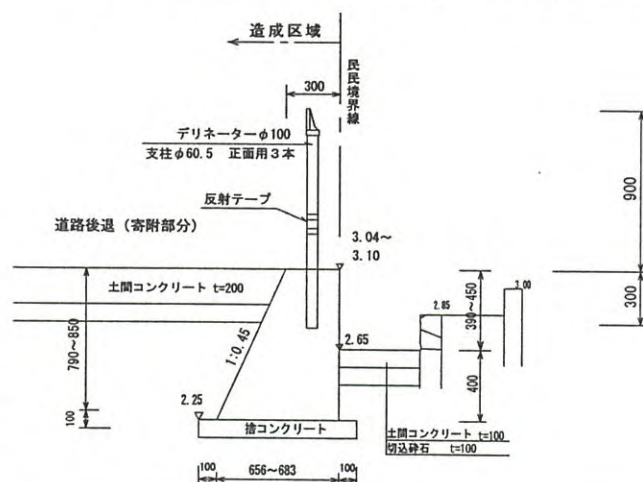 造成区域
民民境界線
300
デリネーターφ100
支柱φ60.5 正面用3本
900
反射テープ
道路後退(寄附部分)
3.04~
3.10
土間コンクリート t=200
2.85
3.00
390~450
300
790~850
1:0.45
2.65
400
2.25
100
捨コンクリート
土間コンクリート t=100
切込砕石 t=100
100
656~683
100